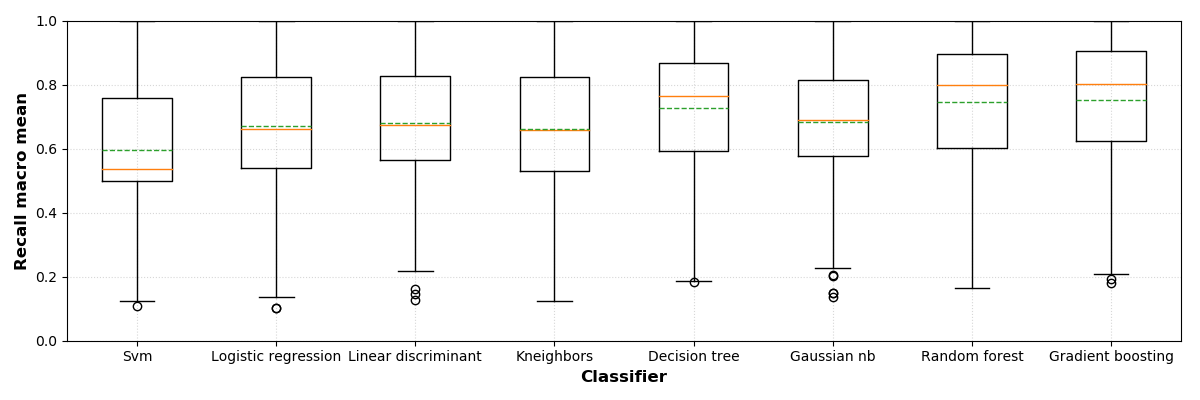 Recall macro mean
1.0
0.8
0.6
0.4
0.2
0.0
Svm Logistic regression Linear discriminant Kneighbors Decision tree Gaussian nb Random forest Gradient boosting
Classifier